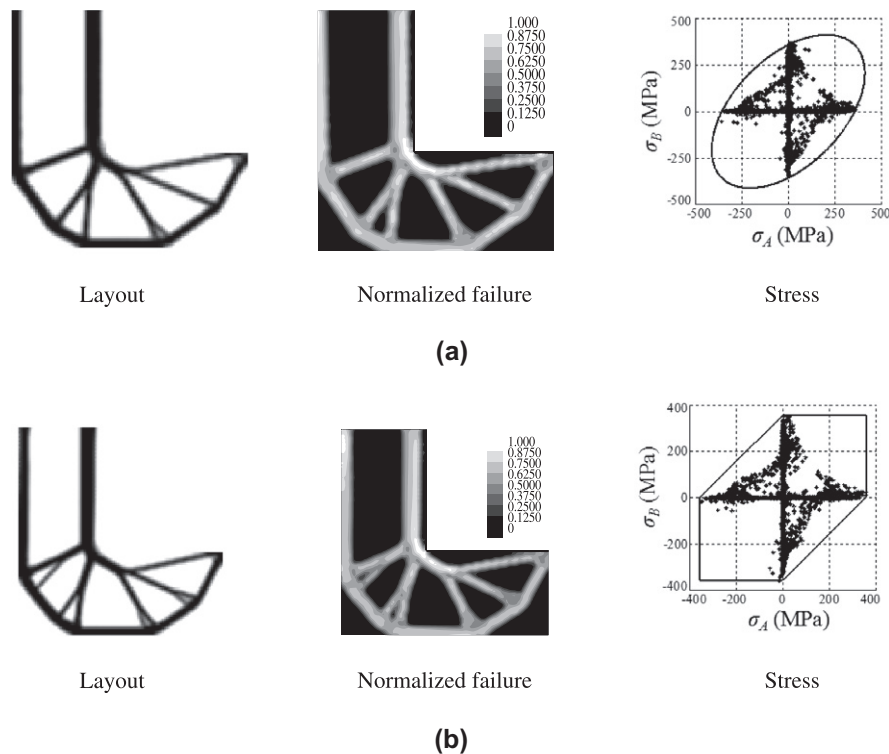 1.000
0.8750
0.7500
0.6250
0.5000
0.3750
0.2500
0.1250
0
500
250
0
-250
-500
σB (MPa)
-500 -250 0 250 500
σA (MPa)
Layout
Normalized failure
Stress
(a)
1.000
0.8750
0.7500
0.6250
0.5000
0.3750
0.2500
0.1250
0
400
200
0
-200
-400
σB (MPa)
-400 -200 0 200 400
σA (MPa)
Layout
Normalized failure
Stress
(b)